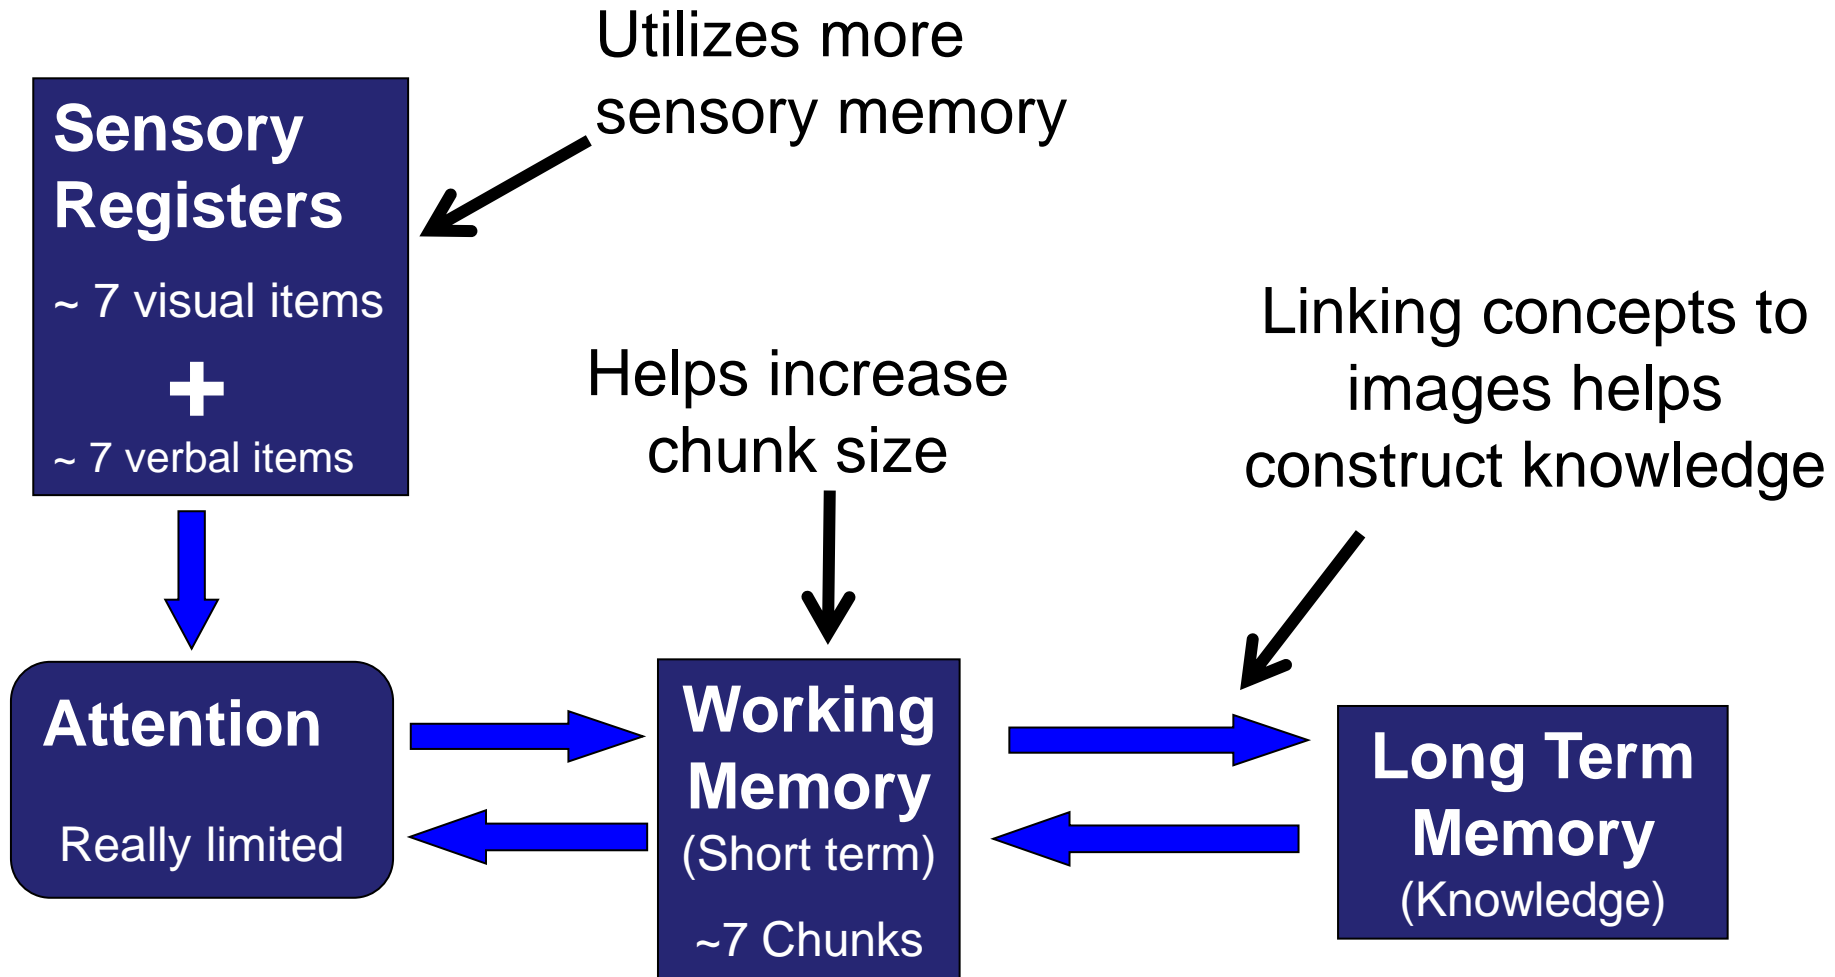 Utilizes more
sensory memory
Sensory
Registers
~ 7 visual items
+
~ 7 verbal items
Helps increase
chunk size
Linking concepts to
images helps
construct knowledge
Attention
Really limited
Working
Memory
(Short term)
~7 Chunks
Long Term
Memory
(Knowledge)